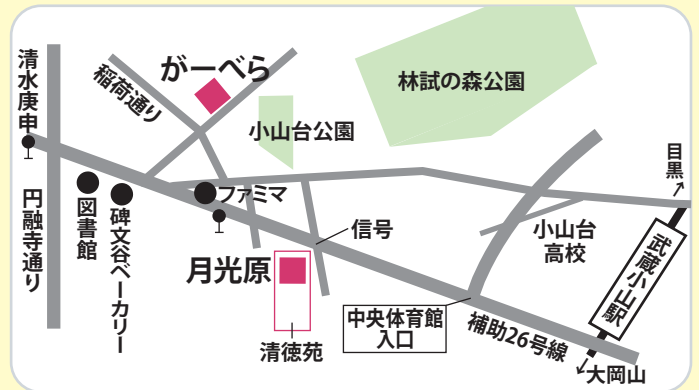 清水庚申
稲荷通り
がーべら
小山台公園
林試の森公園
円融寺通り
図書館
碑文谷ベーカリー
ファミマ
月光原
清徳苑
信号
中央体育館
入口
補助26号線
小山台
高校
目黒
武蔵小山駅
大岡山